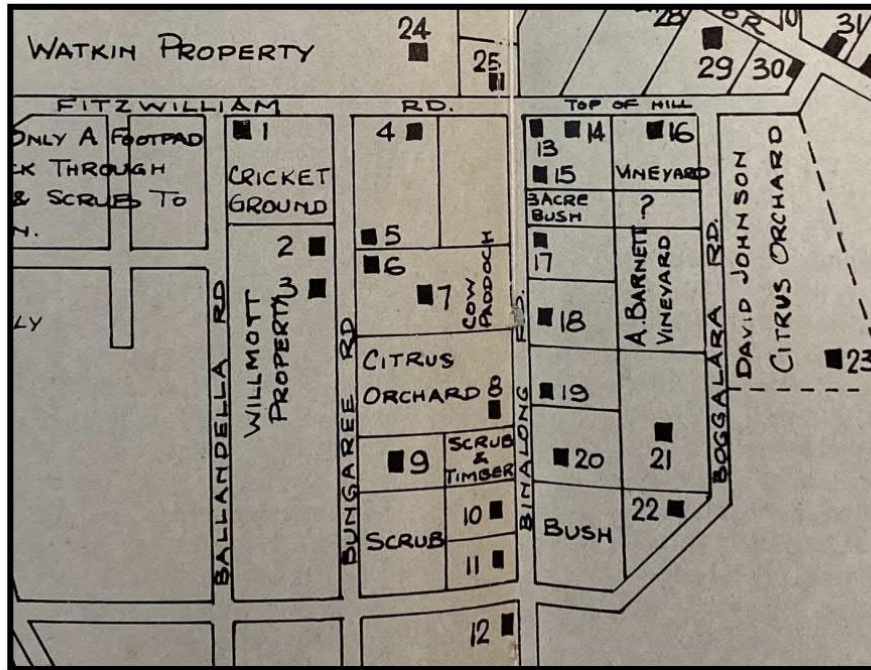 WATKIN PROPERTY
24
25
28
29
30
31
FITZWILLIAM RD.
TOP OF HILL
ONLY A FOOTPAD
THROUGH
& SCRUB TO
N.
LY
1
CRICKET
GROUND
2
3
WILLMOTT
PROPERTY
BALLANDELLA RD
BUNGAREE RD
4
5
6
7
COW
PADDOCH
CITRUS
ORCHARD 8
9
SCRUB
&
TIMBER
SCRUB
10
11
12
BINALONG RD.
13
14
15
3 ACRE
BUSH
17
18
19
20
BUSH
16
VINEYARD
?
A. BARNETT
VINEYARD
21
22
BOGGALARA RD.
DAVID JOHNSON
CITRUS ORCHARD
23